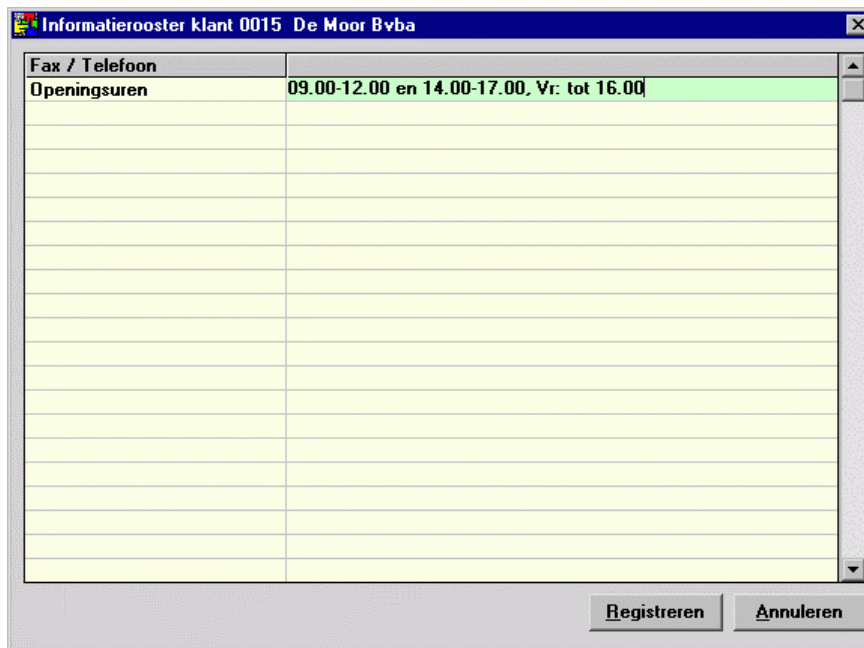 Informatierooster klant 0015 De Moor Bvba
Fax / Telefoon
Openingsuren 09.00-12.00 en 14.00-17.00, Vr: tot 16.00
Registreren Annuleren